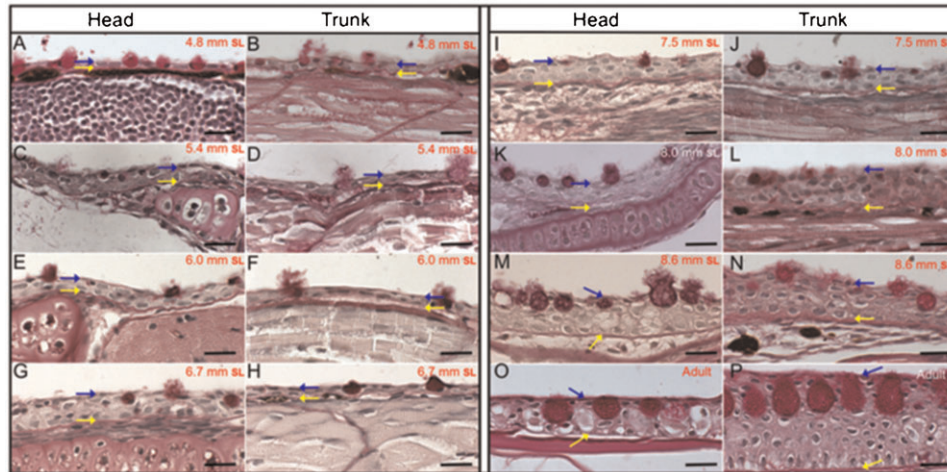 Head Trunk Head Trunk
A 4.8 mm SL B 4.8 mm SL I 7.5 mm SL J 7.5 mm SL
C 5.4 mm SL D 5.4 mm SL K 8.0 mm SL L 8.0 mm SL
E 6.0 mm SL F 6.0 mm SL M 8.6 mm SL N 8.6 mm SL
G 6.7 mm SL H 6.7 mm SL O Adult P Adult